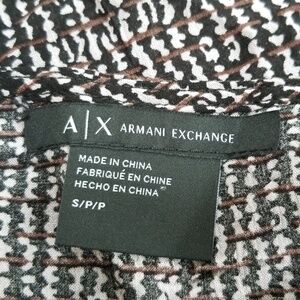 A|X ARMANI EXCHANGE
MADE IN CHINA
FABRIQUÉ EN CHINE
HECHO EN CHINA
S/P/P